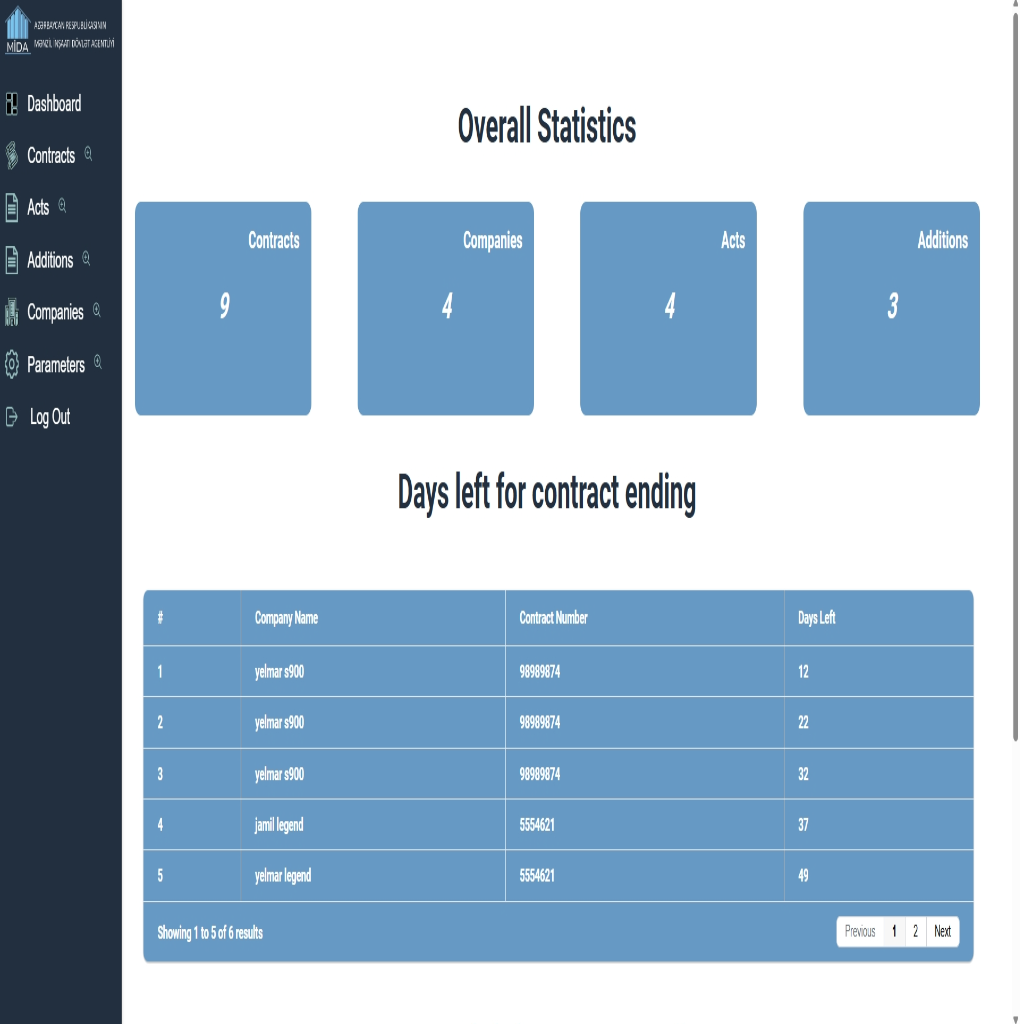 AZƏRBAYCAN RESPUBLİKASININ
MƏNZİL İNŞAATI DÖVLƏT AGENTLİYİ
MİDA
Dashboard
Contracts
Acts
Additions
Companies
Parameters
Log Out
Overall Statistics
Contracts
9
Companies
4
Acts
4
Additions
3
Days left for contract ending
# Company Name Contract Number Days Left
1 yelmar s900 98989874 12
2 yelmar s900 98989874 22
3 yelmar s900 98989874 32
4 jamil legend 5554621 37
5 yelmar legend 5554621 49
Showing 1 to 5 of 6 results Previous 1 2 Next